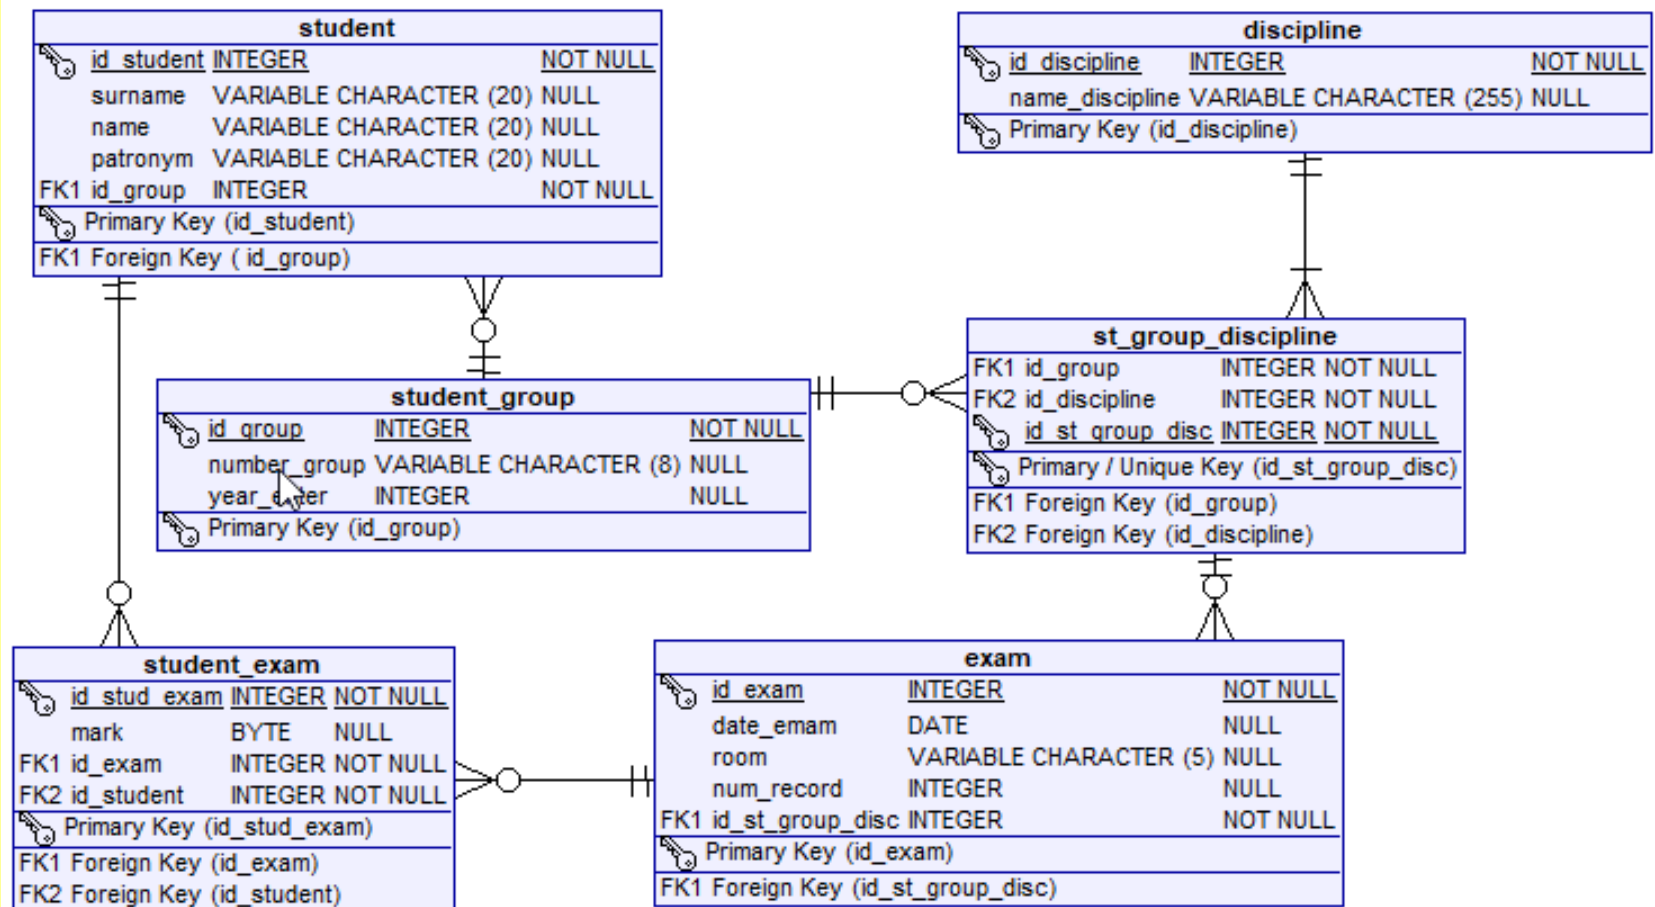 student
id_student INTEGER NOT NULL
surname VARIABLE CHARACTER (20) NULL
name VARIABLE CHARACTER (20) NULL
patronym VARIABLE CHARACTER (20) NULL
FK1 id_group INTEGER NOT NULL
Primary Key (id_student)
FK1 Foreign Key ( id_group)
discipline
id_discipline INTEGER NOT NULL
name_discipline VARIABLE CHARACTER (255) NULL
Primary Key (id_discipline)
student_group
id_group INTEGER NOT NULL
number_group VARIABLE CHARACTER (8) NULL
INTEGER NULL
Primary Key (id_group)
st_group_discipline
FK1 id_group INTEGER NOT NULL
FK2 id_discipline INTEGER NOT NULL
id_st_group_disc INTEGER NOT NULL
Primary / Unique Key (id_st_group_disc)
FK1 Foreign Key (id_group)
FK2 Foreign Key (id_discipline)
student_exam
id_stud_exam INTEGER NOT NULL
mark BYTE NULL
FK1 id_exam INTEGER NOT NULL
FK2 id_student INTEGER NOT NULL
Primary Key (id_stud_exam)
FK1 Foreign Key (id_exam)
FK2 Foreign Key (id_student)
exam
id_exam INTEGER NOT NULL
date_emam DATE NULL
room VARIABLE CHARACTER (5) NULL
num_record INTEGER NULL
FK1 id_st_group_disc INTEGER NOT NULL
Primary Key (id_exam)
FK1 Foreign Key (id_st_group_disc)